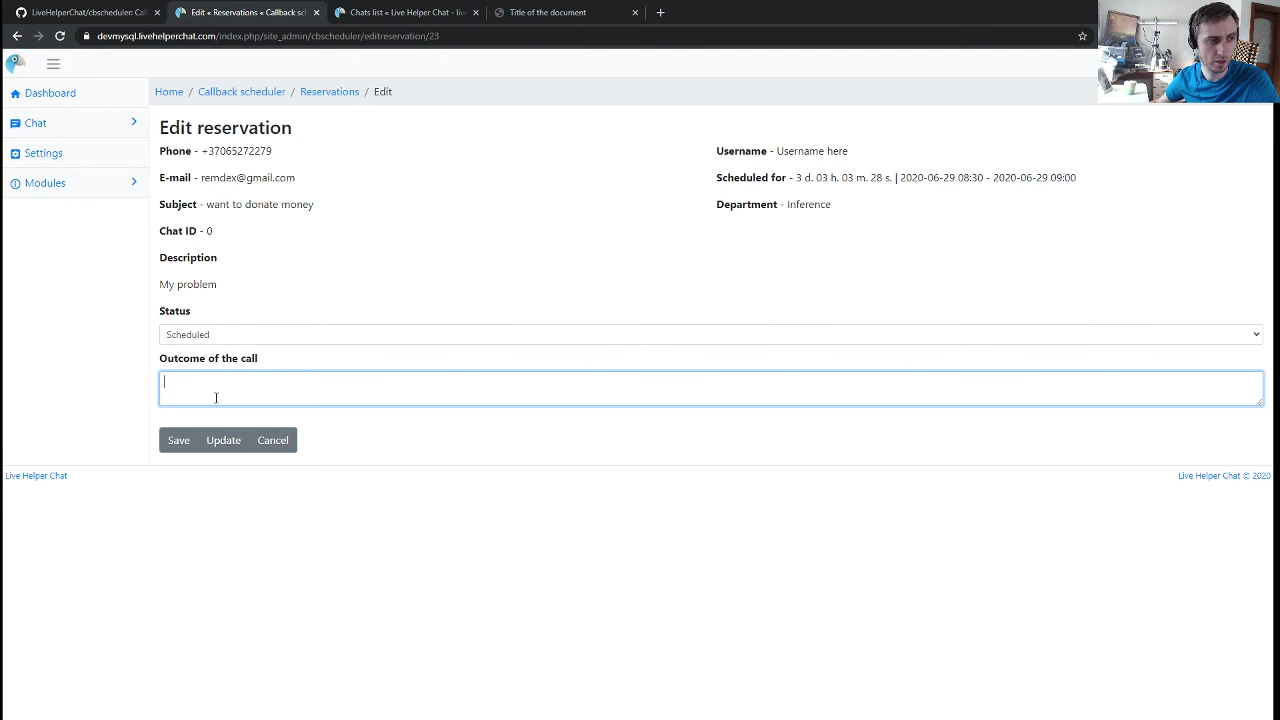 LiveHelperChat/cbscheduler: Cal
Edit « Reservations « Callback sc
Chats list « Live Helper Chat - live
Title of the document
devmysql.livehelperchat.com/index.php/site_admin/cbscheduler/editreservation/23
Dashboard
Chat
Settings
Modules
Home / Callback scheduler / Reservations / Edit
Edit reservation
Phone - +37065272279
Username - Username here
E-mail - remdex@gmail.com
Scheduled for - 3 d. 03 h. 03 m. 28 s. | 2020-06-29 08:30 - 2020-06-29 09:00
Subject - want to donate money
Department - Inference
Chat ID - 0
Description
My problem
Status
Scheduled
Outcome of the call
Save Update Cancel
Live Helper Chat
Live Helper Chat © 2020